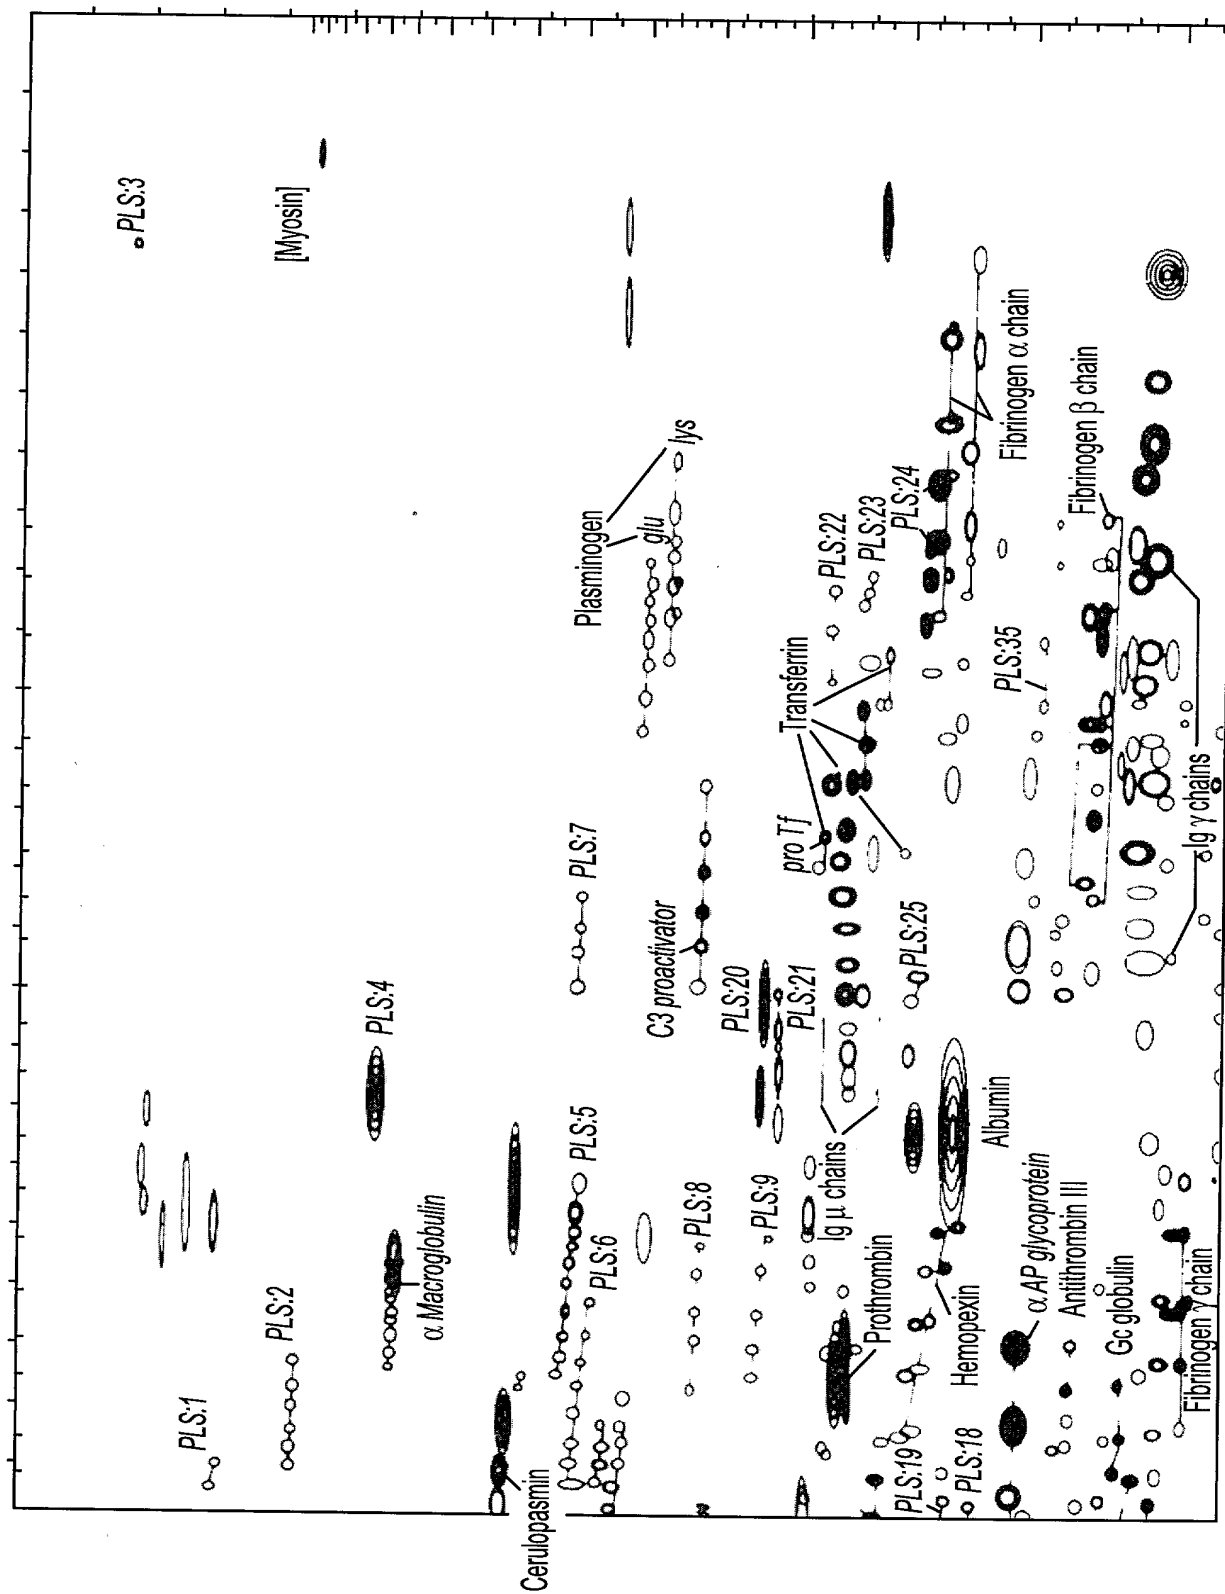 PLS:3
PLS:1
PLS:2
[Myosin]
PLS:4
α Macroglobulin
Cerulopasmin
PLS:5
PLS:7
Plasminogen
PLS:6
glu
C3 proactivator
lys
PLS:8
PLS:20
PLS:9
Transferrin
pro Tf
PLS:21
Ig μ chains
PLS:22
PLS:23
Prothrombin
PLS:24
PLS:19
PLS:25
Hemopexin
PLS:18
Albumin
PLS:35
Fibrinogen α chain
α AP glycoprotein
Antithrombin III
Fibrinogen β chain
Gc globulin
Fibrinogen γ chain
Ig γ chains